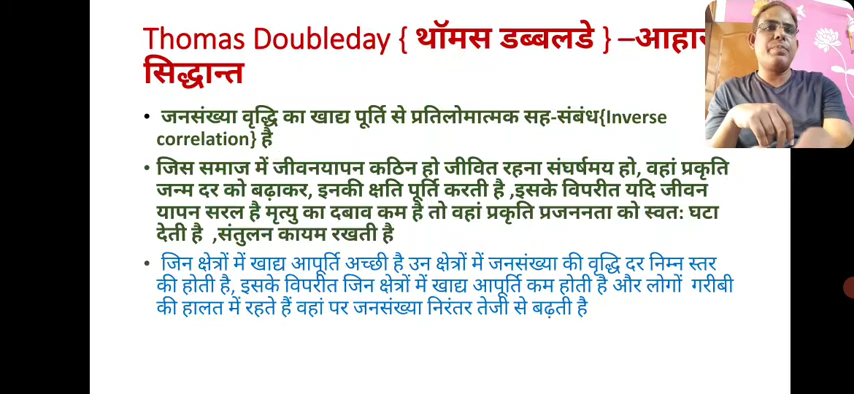 Thomas Doubleday { थॉमस डब्बलडे } –आहार
सिद्धान्त
• जनसंख्या वृद्धि का खाद्य पूर्ति से प्रतिलोमात्मक सह-संबंध{Inverse
correlation} है
• जिस समाज में जीवनयापन कठिन हो जीवित रहना संघर्षमय हो, वहां प्रकृति
जन्म दर को बढ़ाकर, इनकी क्षति पूर्ति करती है ,इसके विपरीत यदि जीवन
यापन सरल है मृत्यु का दबाव कम है तो वहां प्रकृति प्रजननता को स्वत: घटा
देती है ,संतुलन कायम रखती है
• जिन क्षेत्रों में खाद्य आपूर्ति अच्छी है उन क्षेत्रों में जनसंख्या की वृद्धि दर निम्न स्तर
की होती है, इसके विपरीत जिन क्षेत्रों में खाद्य आपूर्ति कम होती है और लोगों गरीबी
की हालत में रहते हैं वहां पर जनसंख्या निरंतर तेजी से बढ़ती है